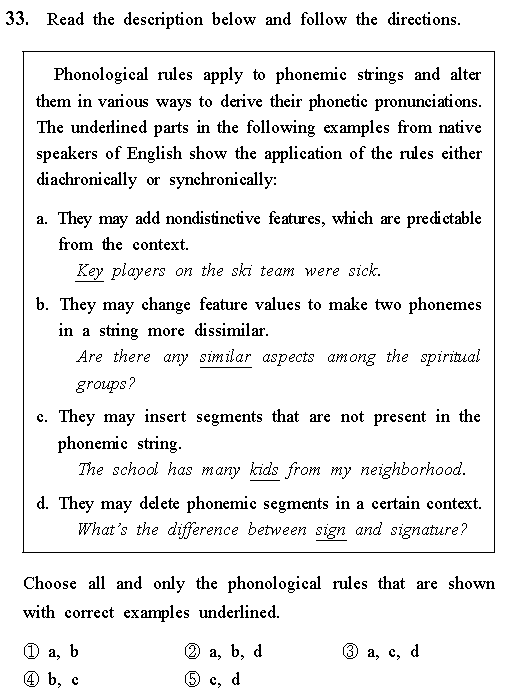 33. Read the description below and follow the directions.
Phonological rules apply to phonemic strings and alter
them in various ways to derive their phonetic pronunciations.
The underlined parts in the following examples from native
speakers of English show the application of the rules either
diachronically or synchronically:
a. They may add nondistinctive features, which are predictable
from the context.
Key players on the ski team were sick.
b. They may change feature values to make two phonemes
in a string more dissimilar.
Are there any similar aspects among the spiritual
groups?
c. They may insert segments that are not present in the
phonemic string.
The school has many kids from my neighborhood.
d. They may delete phonemic segments in a certain context.
What's the difference between sign and signature?
Choose all and only the phonological rules that are shown
with correct examples underlined.
① a, b ② a, b, d ③ a, c, d
④ b, c ⑤ c, d